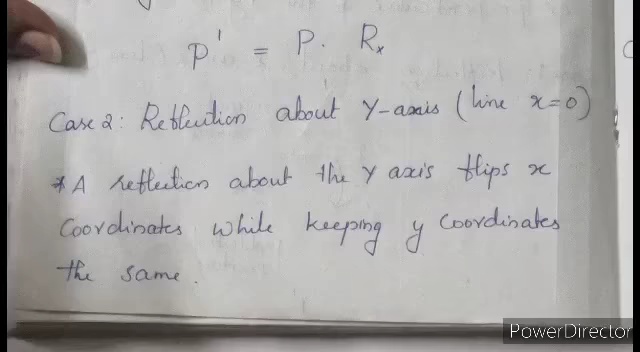 P' = P. Rx
Case 2: Reflection about Y-axis (line x=0)
* A reflection about the Y axis flips x
Coordinates while keeping y Coordinates
the same.
PowerDirector